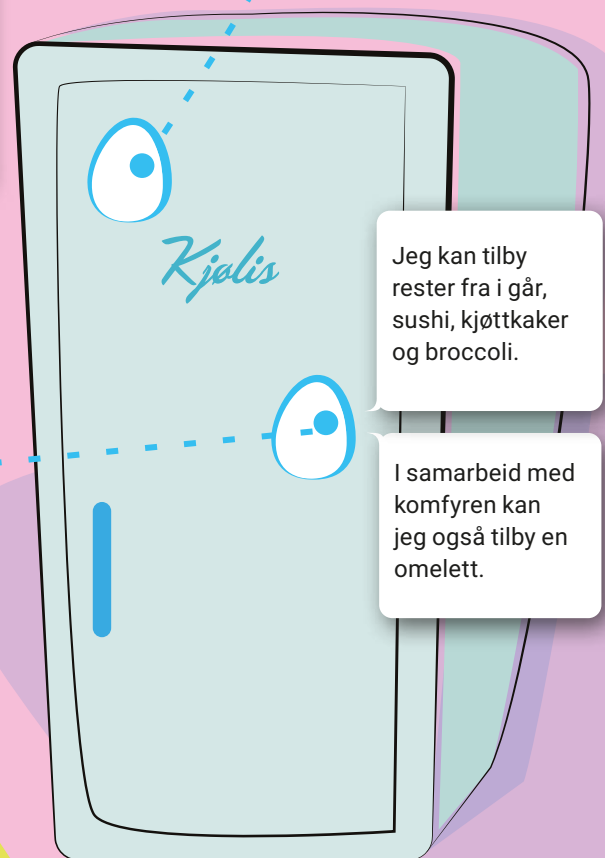 Kjølis
Jeg kan tilby
rester fra i går,
sushi, kjøttkaker
og broccoli.
I samarbeid med
komfyren kan
jeg også tilby en
omelett.